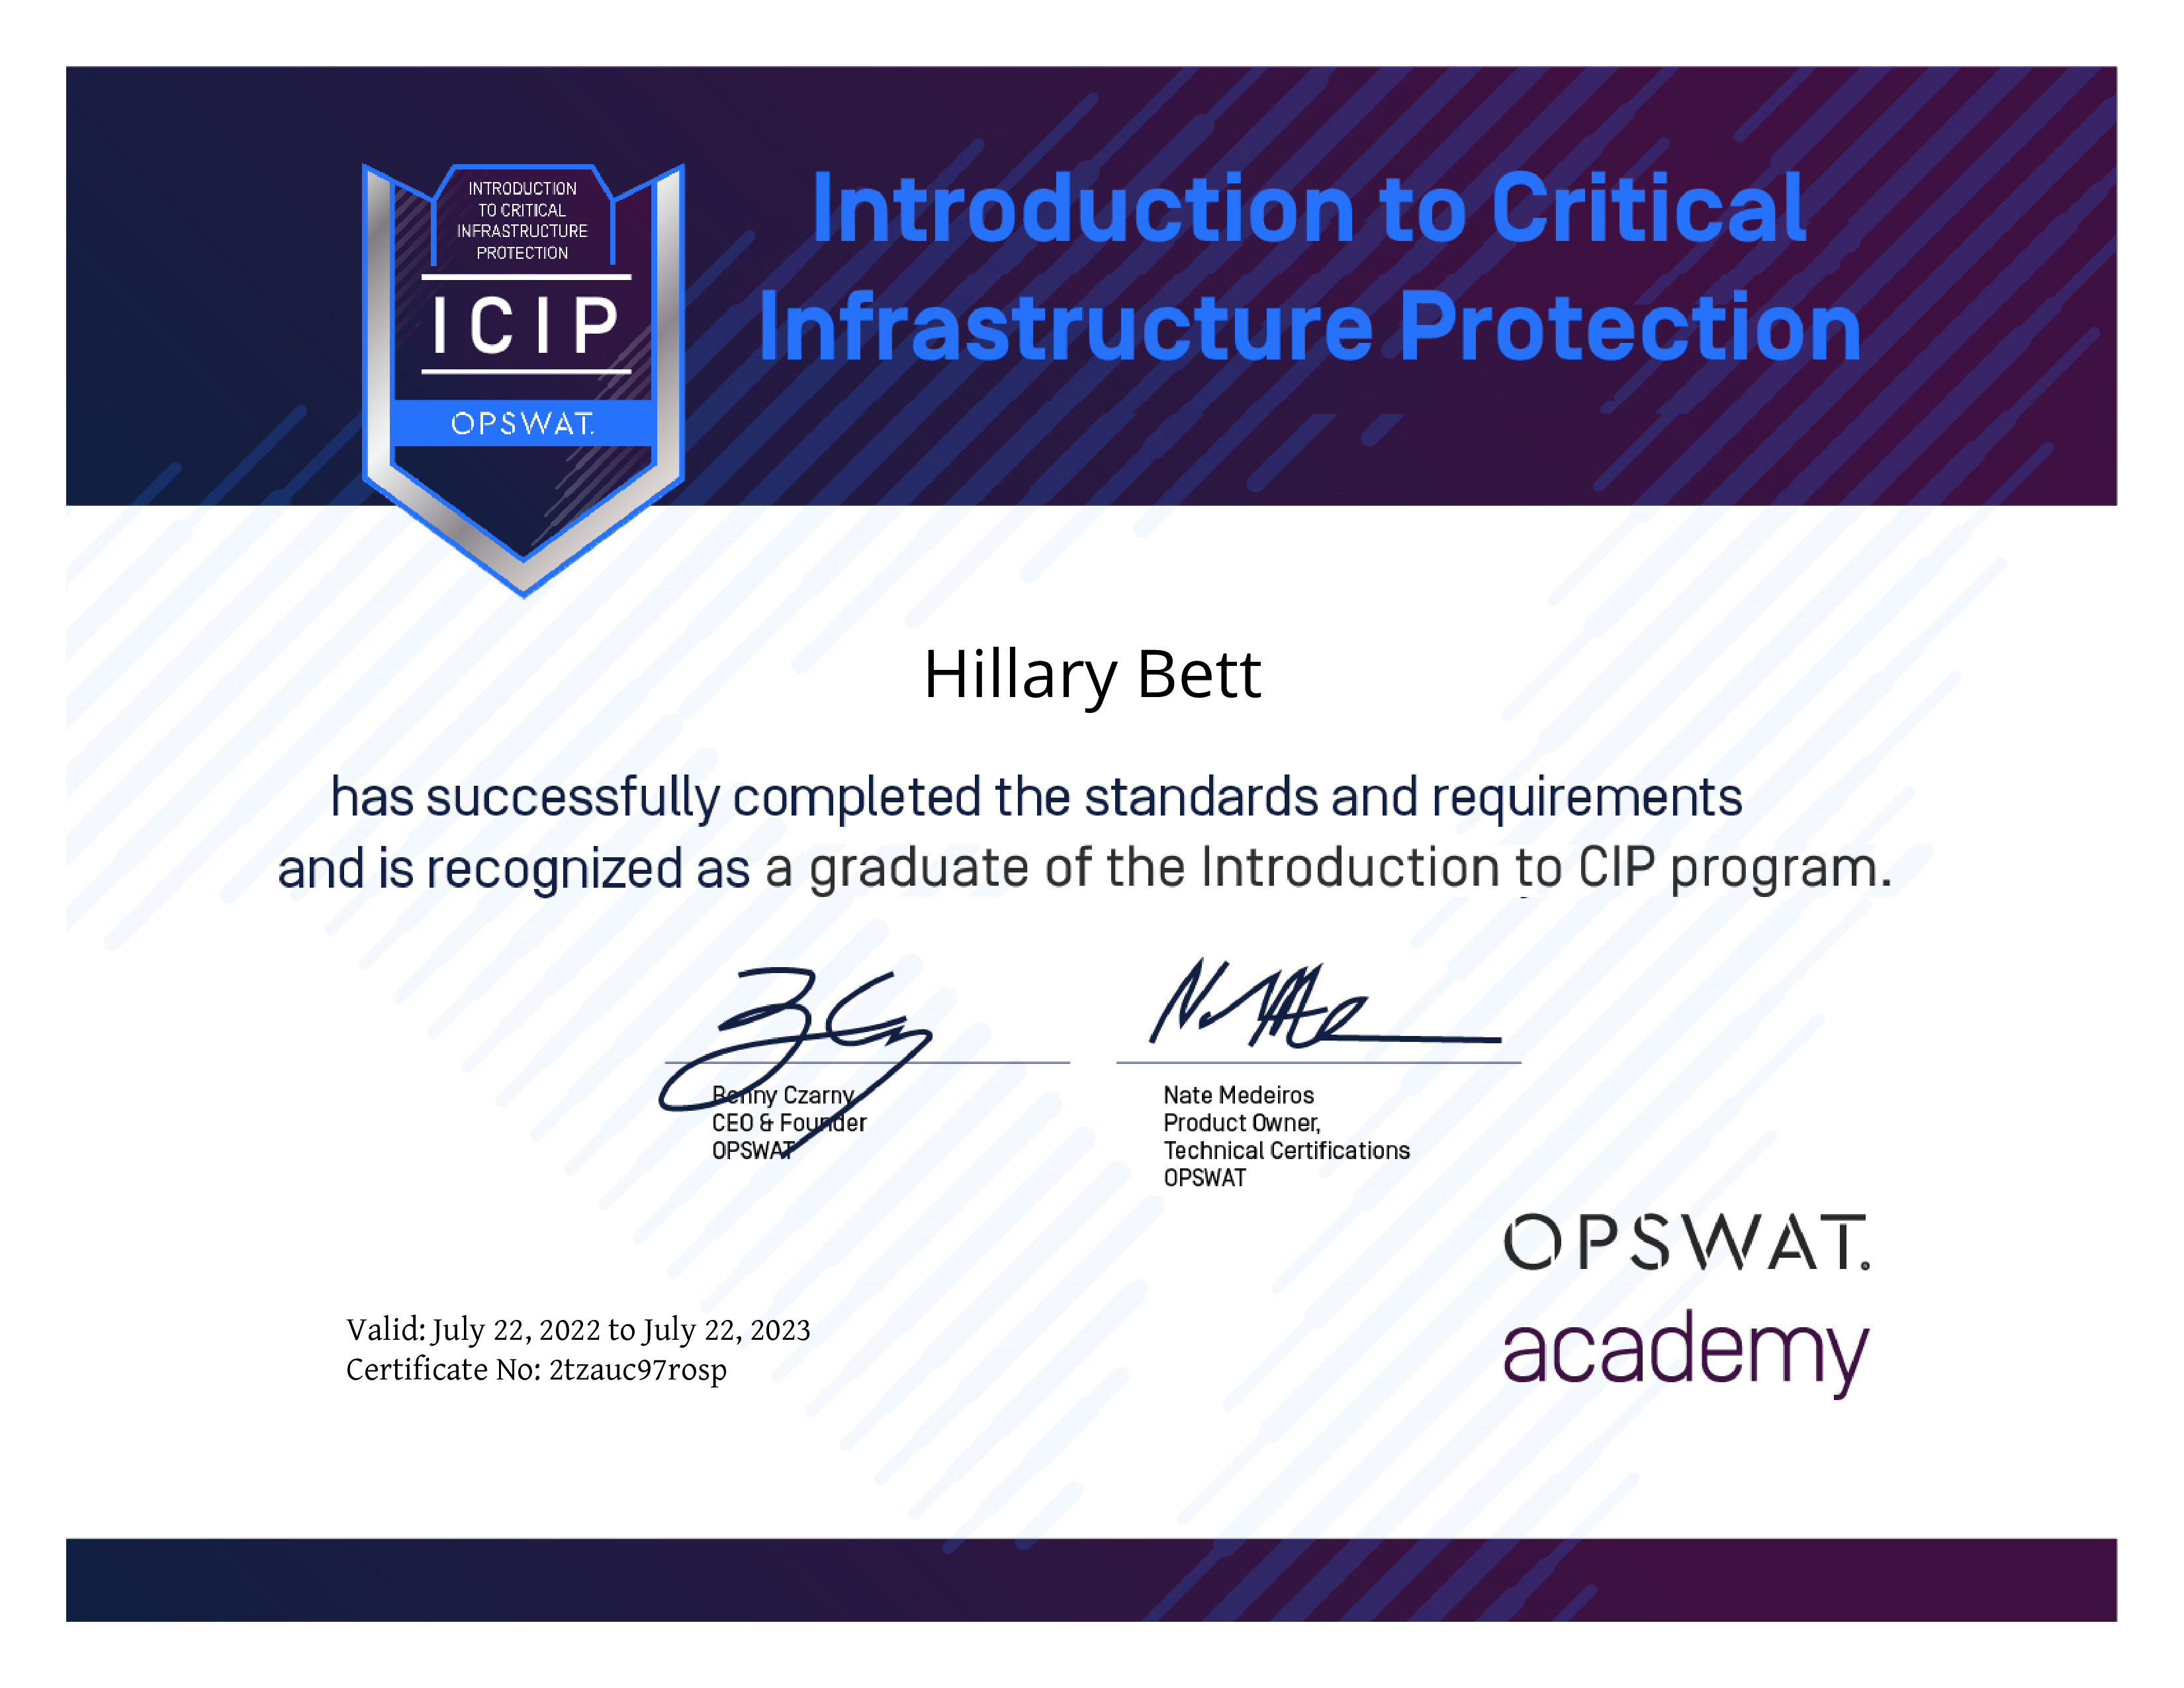 INTRODUCTION
TO CRITICAL
INFRASTRUCTURE
PROTECTION
ICIP
OPSWAT.
Introduction to Critical
Infrastructure Protection
Hillary Bett
has successfully completed the standards and requirements
and is recognized as a graduate of the Introduction to CIP program.
Benny Czarny
CEO & Founder
OPSWAT
Nate Medeiros
Product Owner,
Technical Certifications
OPSWAT
OPSWAT.
academy
Valid: July 22, 2022 to July 22, 2023
Certificate No: 2tzauc97rosp